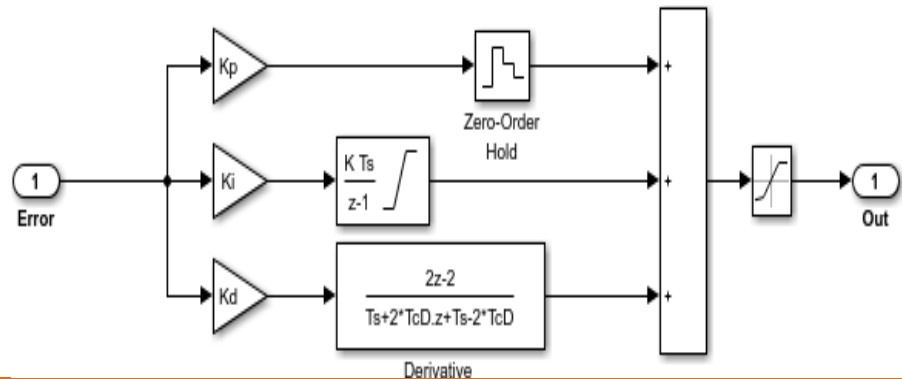 Kp
+
Zero-Order
Hold
1
Error
Ki
K Ts
z-1
+
1
Out
Kd
2z-2
Ts+2*TcD.z+Ts-2*TcD
+
Derivative